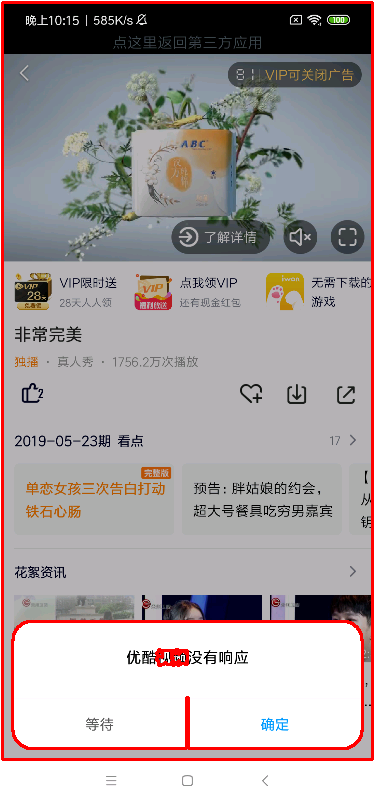 晚上10:15 | 585K/s
100
点这里返回第三方应用
VIP可关闭广告
ABC
了解详情
VIP限时送
28天人人领
28天
点我领VIP
还有现金红包
VIP
无需下载的
游戏
非常完美
独播 · 真人秀 · 1756.2万次播放
2
2019-05-23期 看点
17
完整版
单恋女孩三次告白打动
铁石心肠
预告：胖姑娘的约会，
超大号餐具吃穷男嘉宾
【
从
钥
花絮资讯
优酷视频没有响应
等待
确定